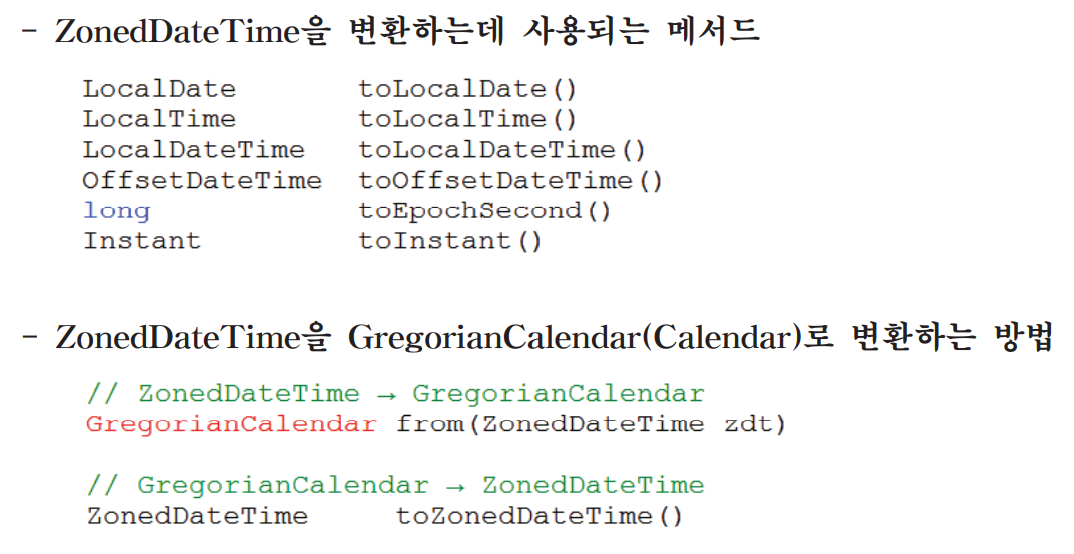 - ZonedDateTime을 변환하는데 사용되는 메서드
LocalDate toLocalDate()
LocalTime toLocalTime()
LocalDateTime toLocalDateTime()
OffsetDateTime toOffsetDateTime()
long toEpochSecond()
Instant toInstant()
- ZonedDateTime을 GregorianCalendar(Calendar)로 변환하는 방법
// ZonedDateTime → GregorianCalendar
GregorianCalendar from(ZonedDateTime zdt)
// GregorianCalendar → ZonedDateTime
ZonedDateTime toZonedDateTime()